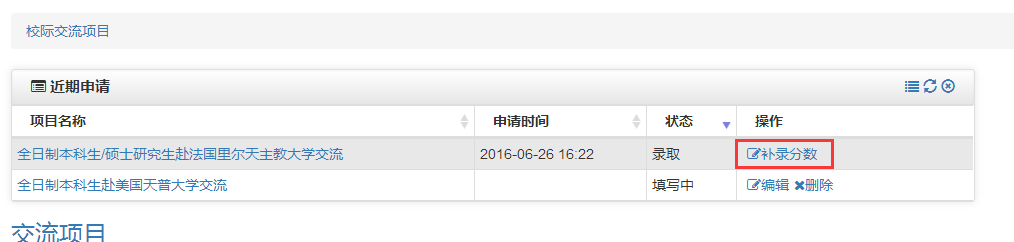 校际交流项目
近期申请
项目名称 申请时间 状态 操作
全日制本科生/硕士研究生赴法国里尔天主教大学交流 2016-06-26 16:22 录取 补录分数
全日制本科生赴美国天普大学交流 填写中 编辑 删除
交流项目